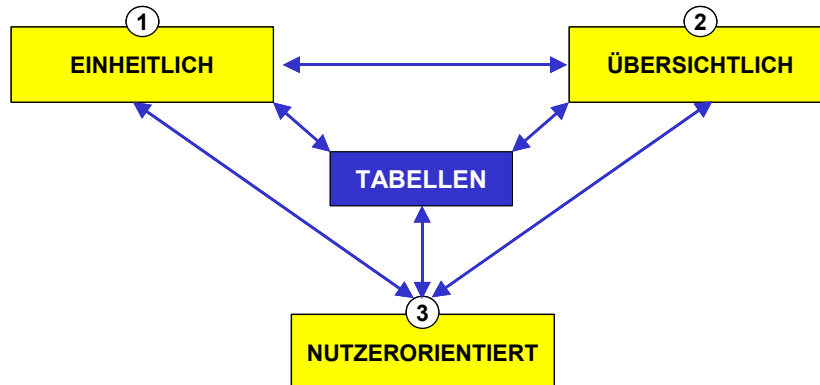 1
EINHEITLICH
2
ÜBERSICHTLICH
TABELLEN
3
NUTZERORIENTIERT